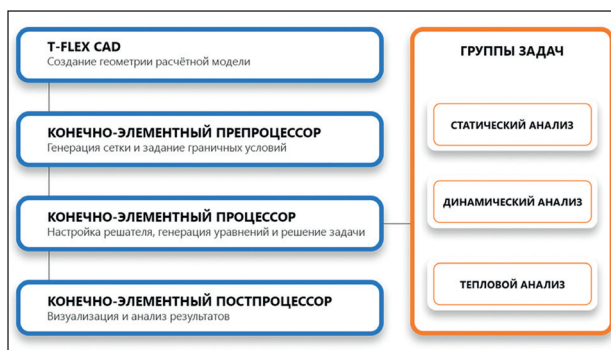 T-FLEX CAD
Создание геометрии расчётной модели
КОНЕЧНО-ЭЛЕМЕНТНЫЙ ПРЕПРОЦЕССОР
Генерация сетки и задание граничных условий
КОНЕЧНО-ЭЛЕМЕНТНЫЙ ПРОЦЕССОР
Настройка решателя, генерация уравнений и решение задачи
КОНЕЧНО-ЭЛЕМЕНТНЫЙ ПОСТПРОЦЕССОР
Визуализация и анализ результатов
ГРУППЫ ЗАДАЧ
СТАТИЧЕСКИЙ АНАЛИЗ
ДИНАМИЧЕСКИЙ АНАЛИЗ
ТЕПЛОВОЙ АНАЛИЗ